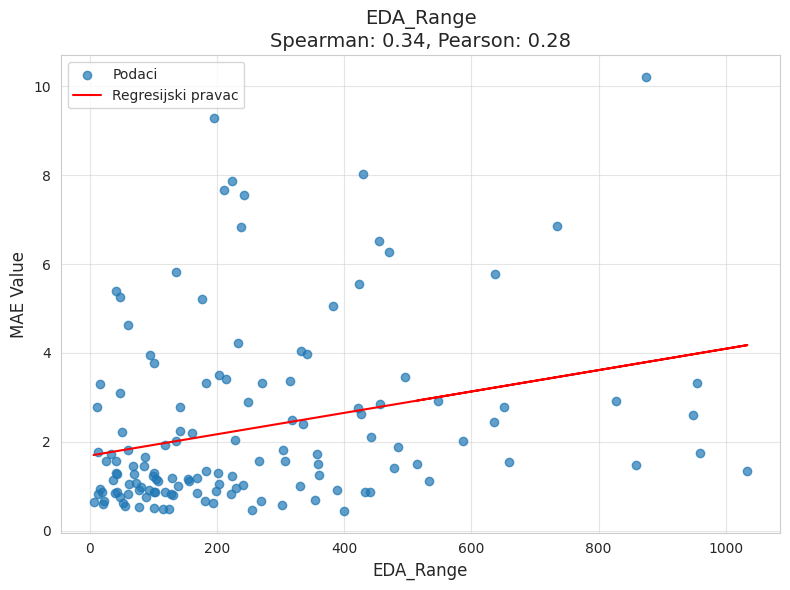 EDA_Range
Spearman: 0.34, Pearson: 0.28
Podaci
Regresijski pravac
MAE Value
10
8
6
4
2
0
0 200 400 600 800 1000
EDA_Range